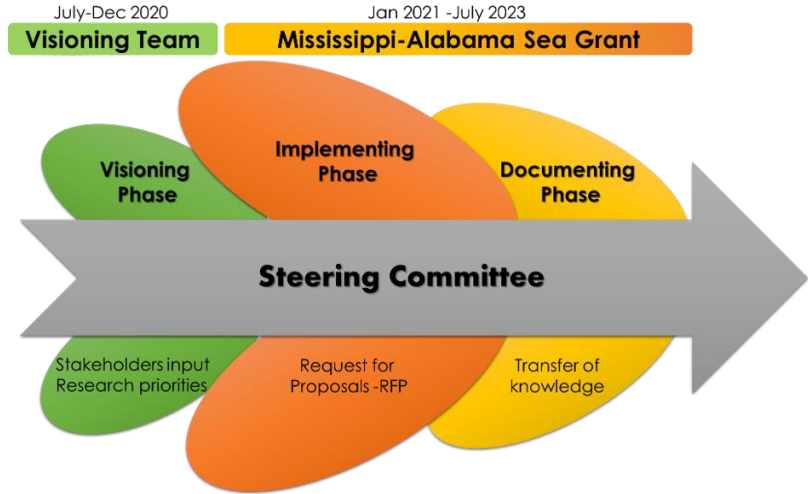 July-Dec 2020
Jan 2021 -July 2023
Visioning Team
Mississippi-Alabama Sea Grant
Visioning
Phase
Implementing
Phase
Documenting
Phase
Steering Committee
Stakeholders input
Research priorities
Request for
Proposals -RFP
Transfer of
knowledge